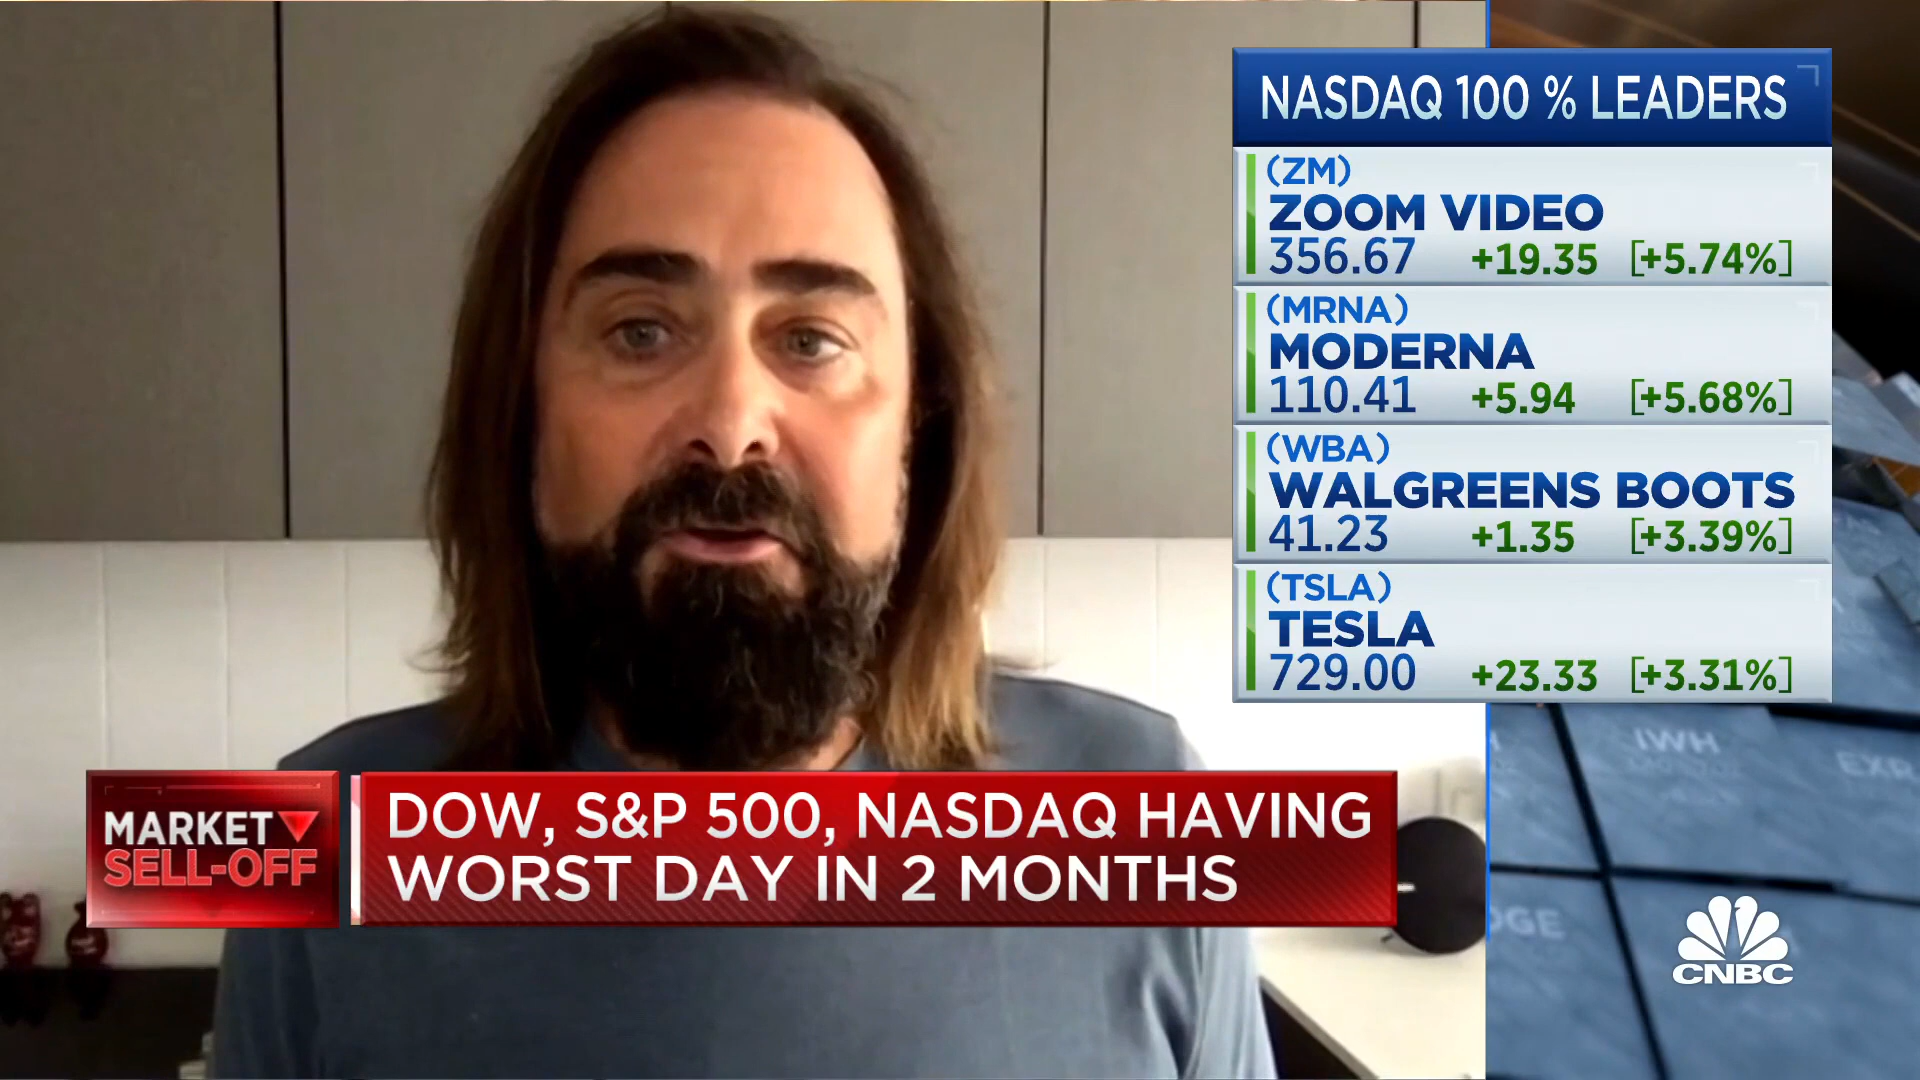 NASDAQ 100 % LEADERS
(ZM)
ZOOM VIDEO
356.67 +19.35 [+5.74%]
(MRNA)
MODERNA
110.41 +5.94 [+5.68%]
(WBA)
WALGREENS BOOTS
41.23 +1.35 [+3.39%]
(TSLA)
TESLA
729.00 +23.33 [+3.31%]
IWH
EXR
MARKET
SELL-OFF
DOW, S&P 500, NASDAQ HAVING
WORST DAY IN 2 MONTHS
CNBC